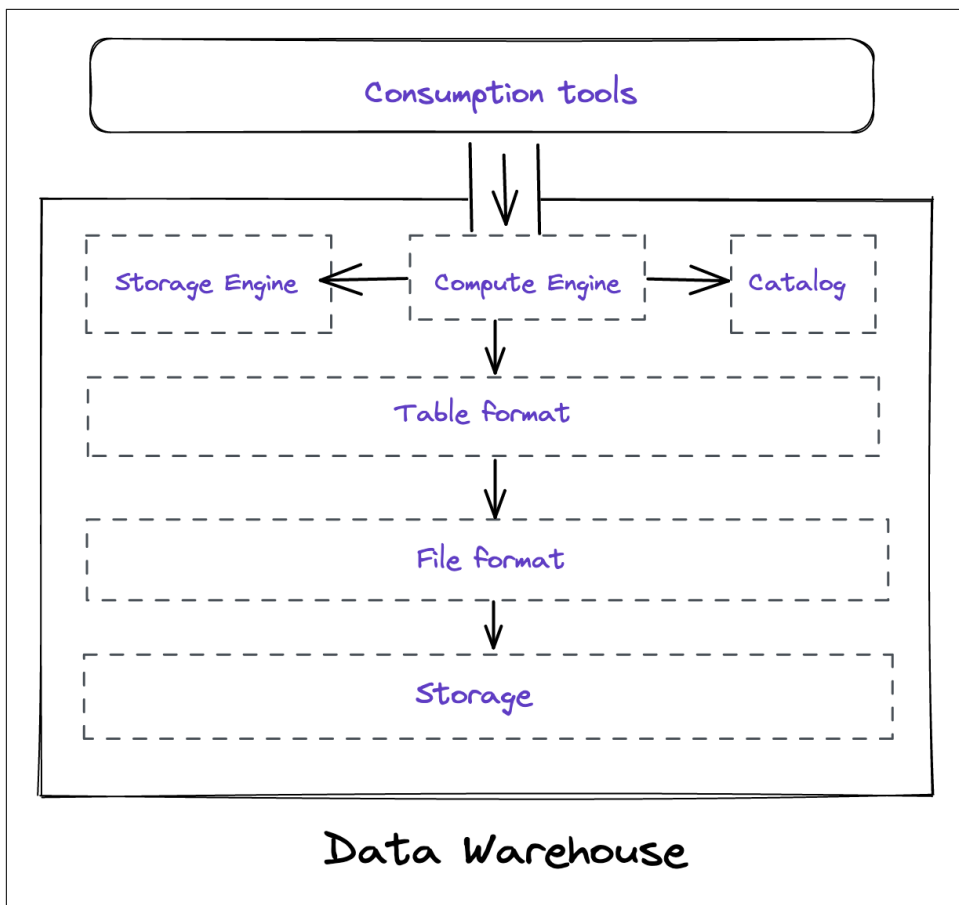 Consumption tools
Storage Engine
Compute Engine
Catalog
Table format
File format
Storage
Data Warehouse